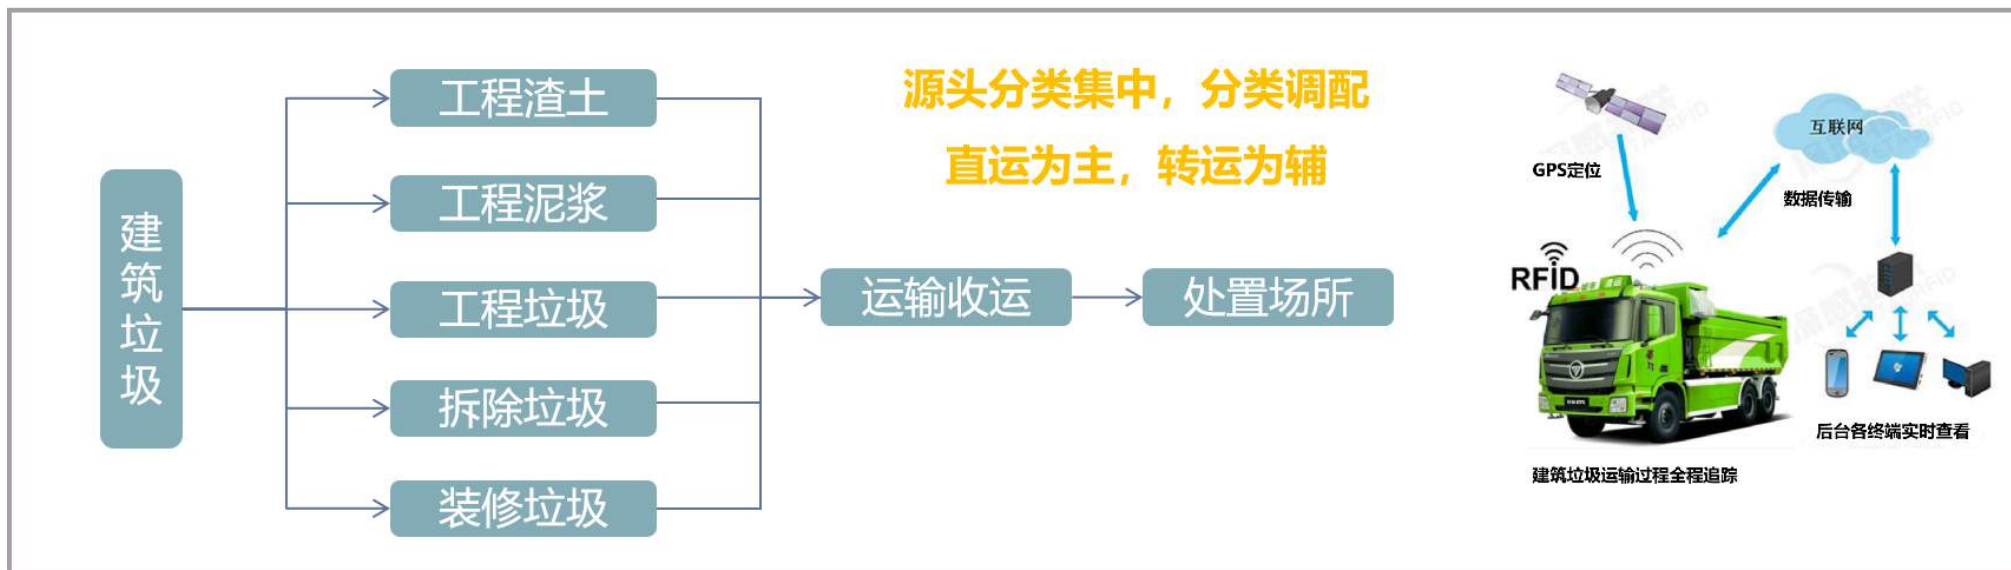 建筑垃圾
工程渣土
工程泥浆
工程垃圾
拆除垃圾
装修垃圾
源头分类集中，分类调配
直运为主，转运为辅
运输收运
处置场所
GPS定位
互联网
数据传输
RFiD
后台各终端实时查看
建筑垃圾运输过程全程追踪